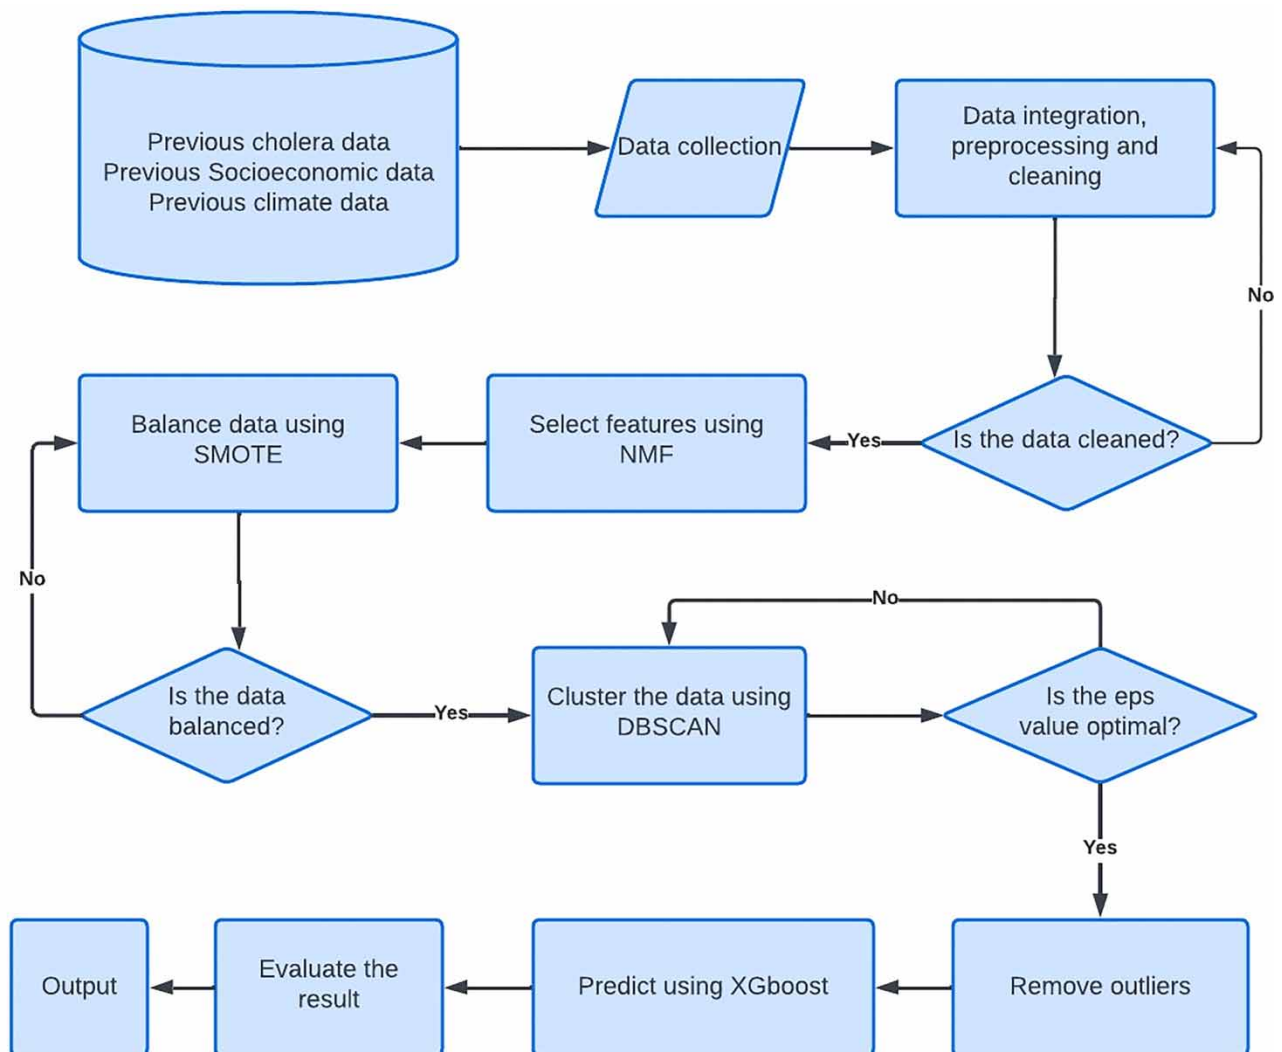 Previous cholera data
Previous Socioeconomic data
Previous climate data
Data collection
Data integration,
preprocessing and
cleaning
No
Is the data cleaned?
Yes
Select features using
NMF
Balance data using
SMOTE
No
Is the data
balanced?
Yes
Cluster the data using
DBSCAN
No
Is the eps
value optimal?
Yes
Remove outliers
Predict using XGboost
Evaluate the
result
Output